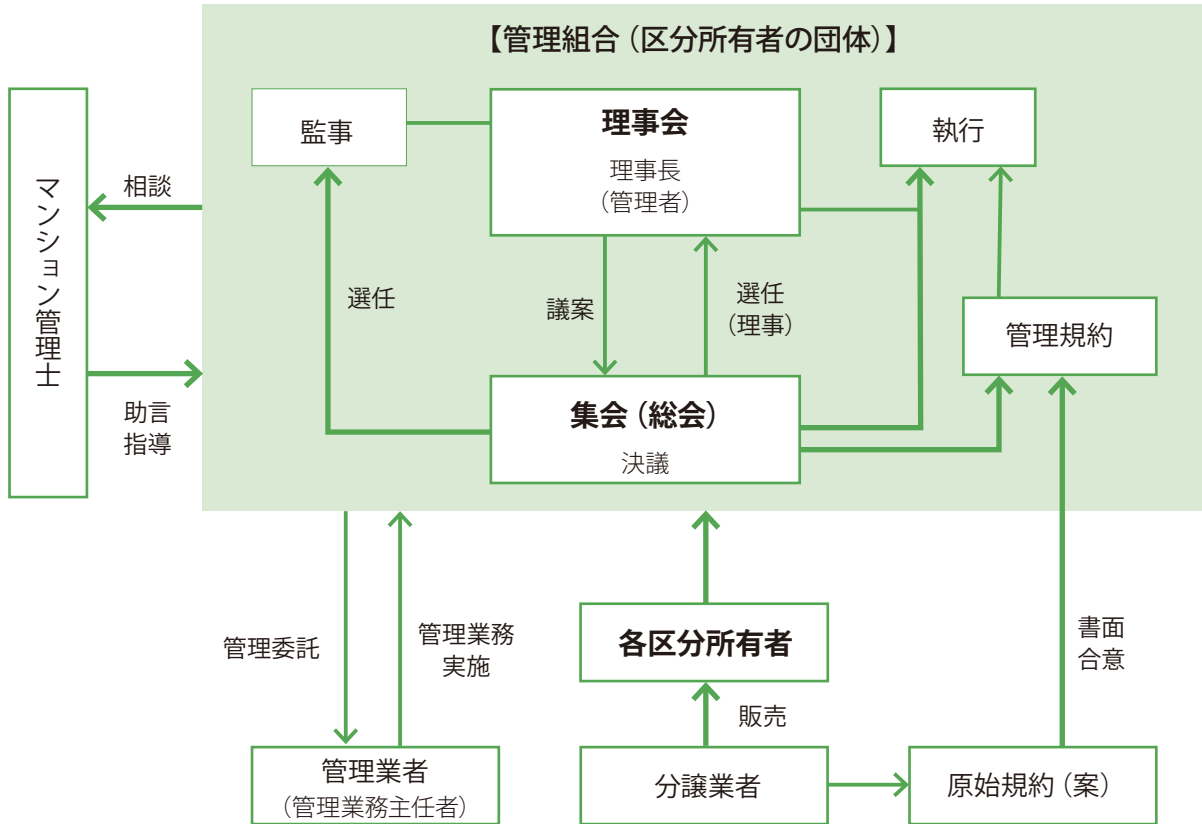 【管理組合（区分所有者の団体）】
監事
理事会
理事長
（管理者）
執行
マンション管理士
相談
助言
指導
選任
議案
選任
（理事）
管理規約
集会（総会）
決議
管理委託
管理業務
実施
各区分所有者
書面
合意
販売
管理業者
（管理業務主任者）
分譲業者
原始規約（案）